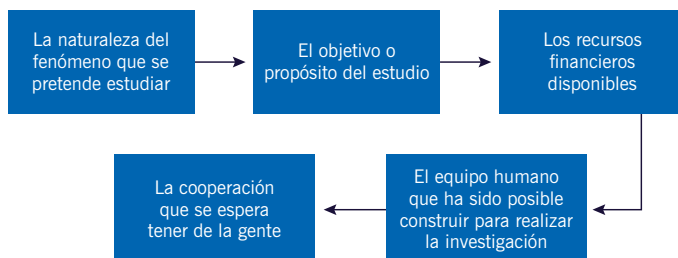 La naturaleza del
fenómeno que se
pretende estudiar
El objetivo o
propósito del estudio
Los recursos
financieros
disponibles
El equipo humano
que ha sido posible
construir para realizar
la investigación
La cooperación
que se espera
tener de la gente